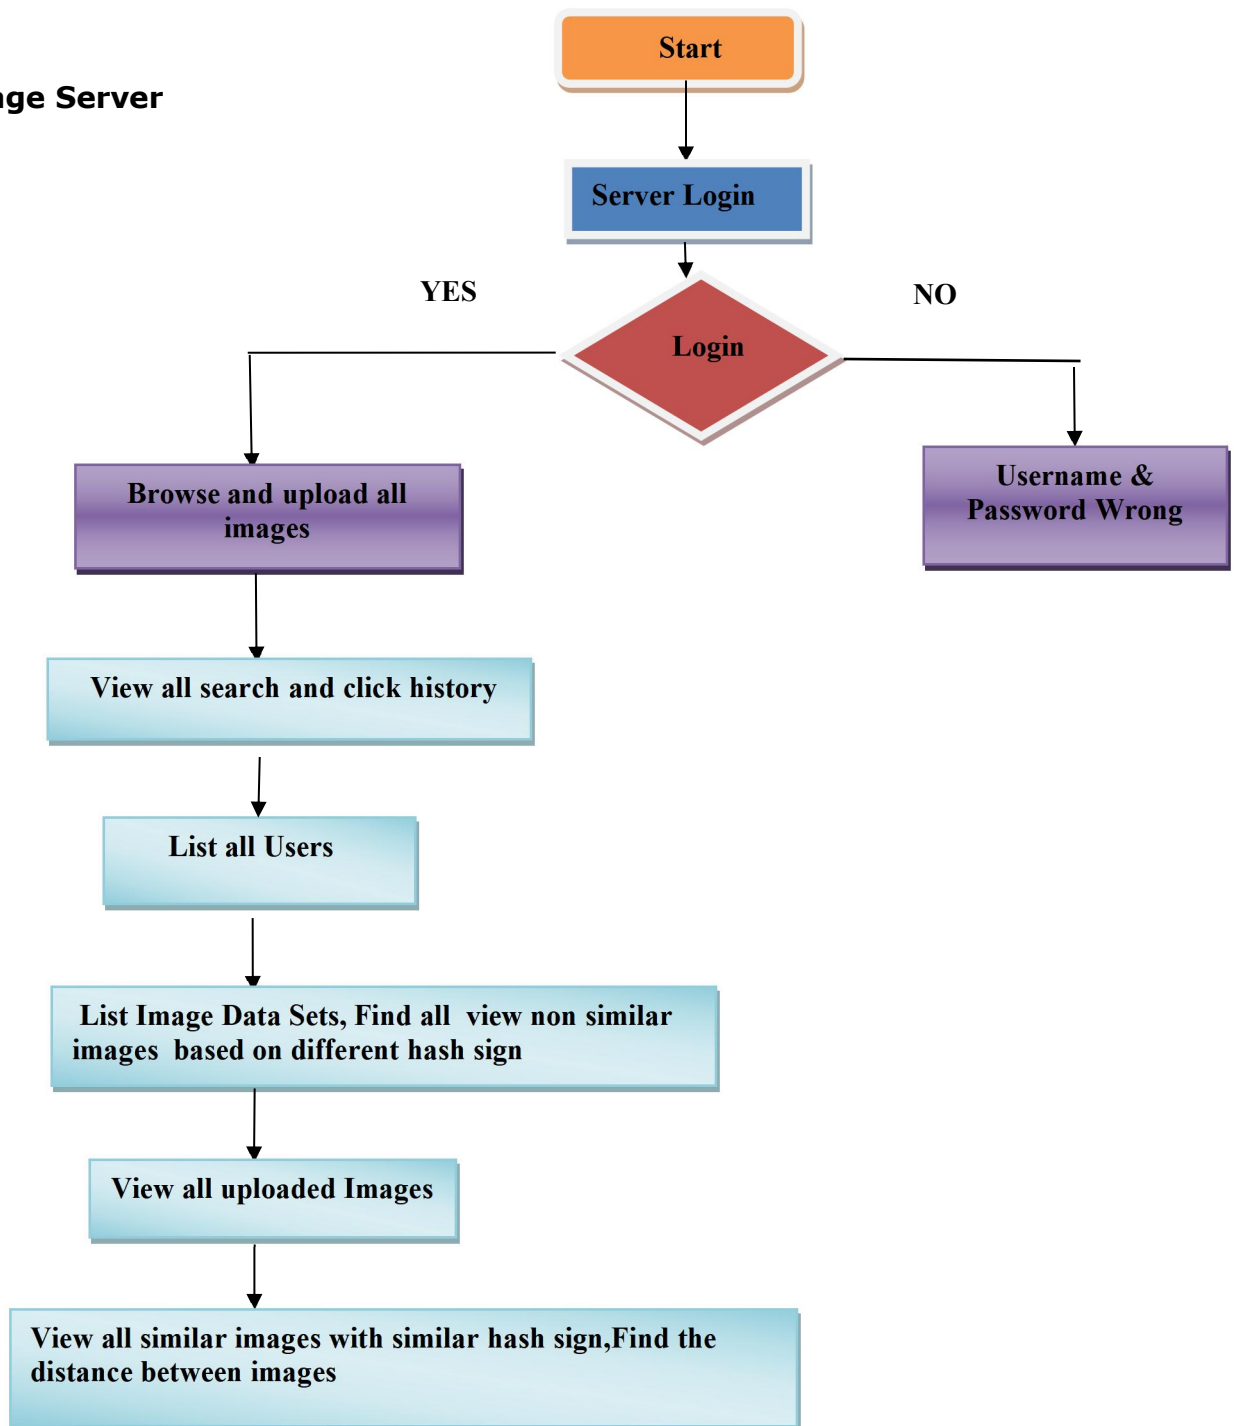 Start
age Server
Server Login
YES
NO
Login
Browse and upload all
images
Username &
Password Wrong
View all search and click history
List all Users
List Image Data Sets, Find all view non similar
images based on different hash sign
View all uploaded Images
View all similar images with similar hash sign,Find the
distance between images